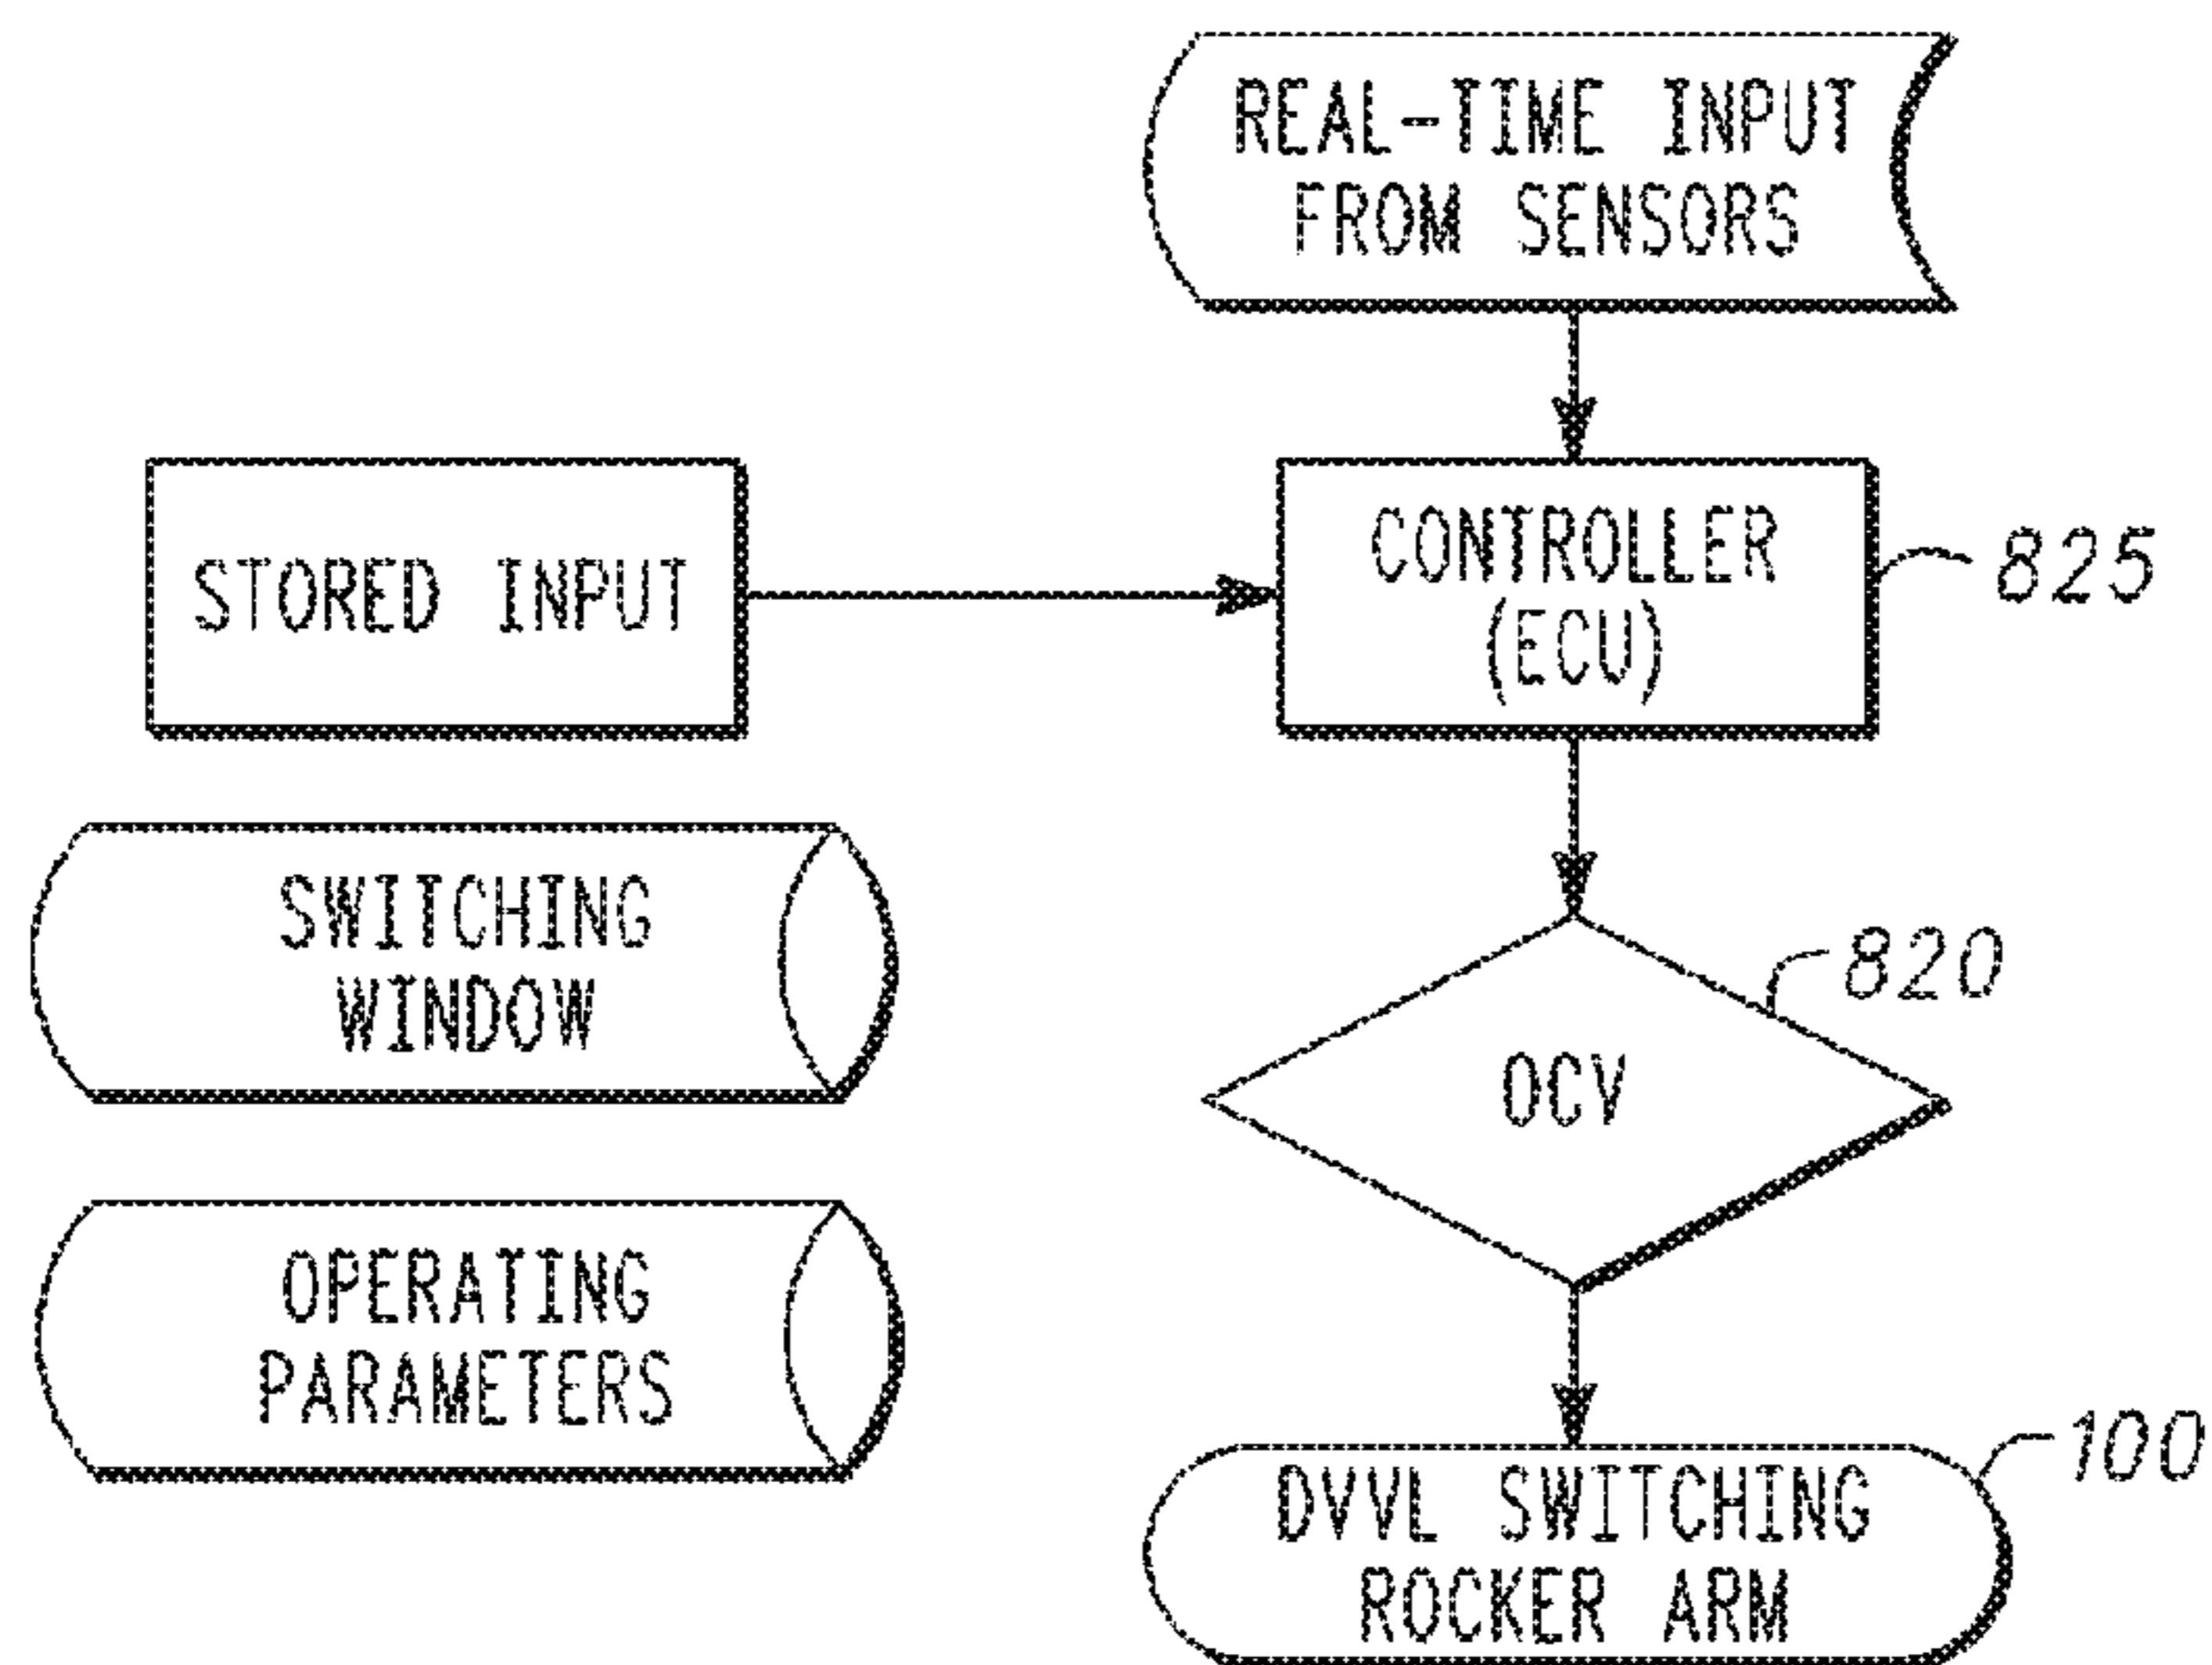 REAL-TIME INPUT
FROM SENSORS
STORED INPUT
CONTROLLER
(ECU)
825
SWITCHING
WINDOW
820
OCV
OPERATING
PARAMETERS
100
DVVL SWITCHING
ROCKER ARM